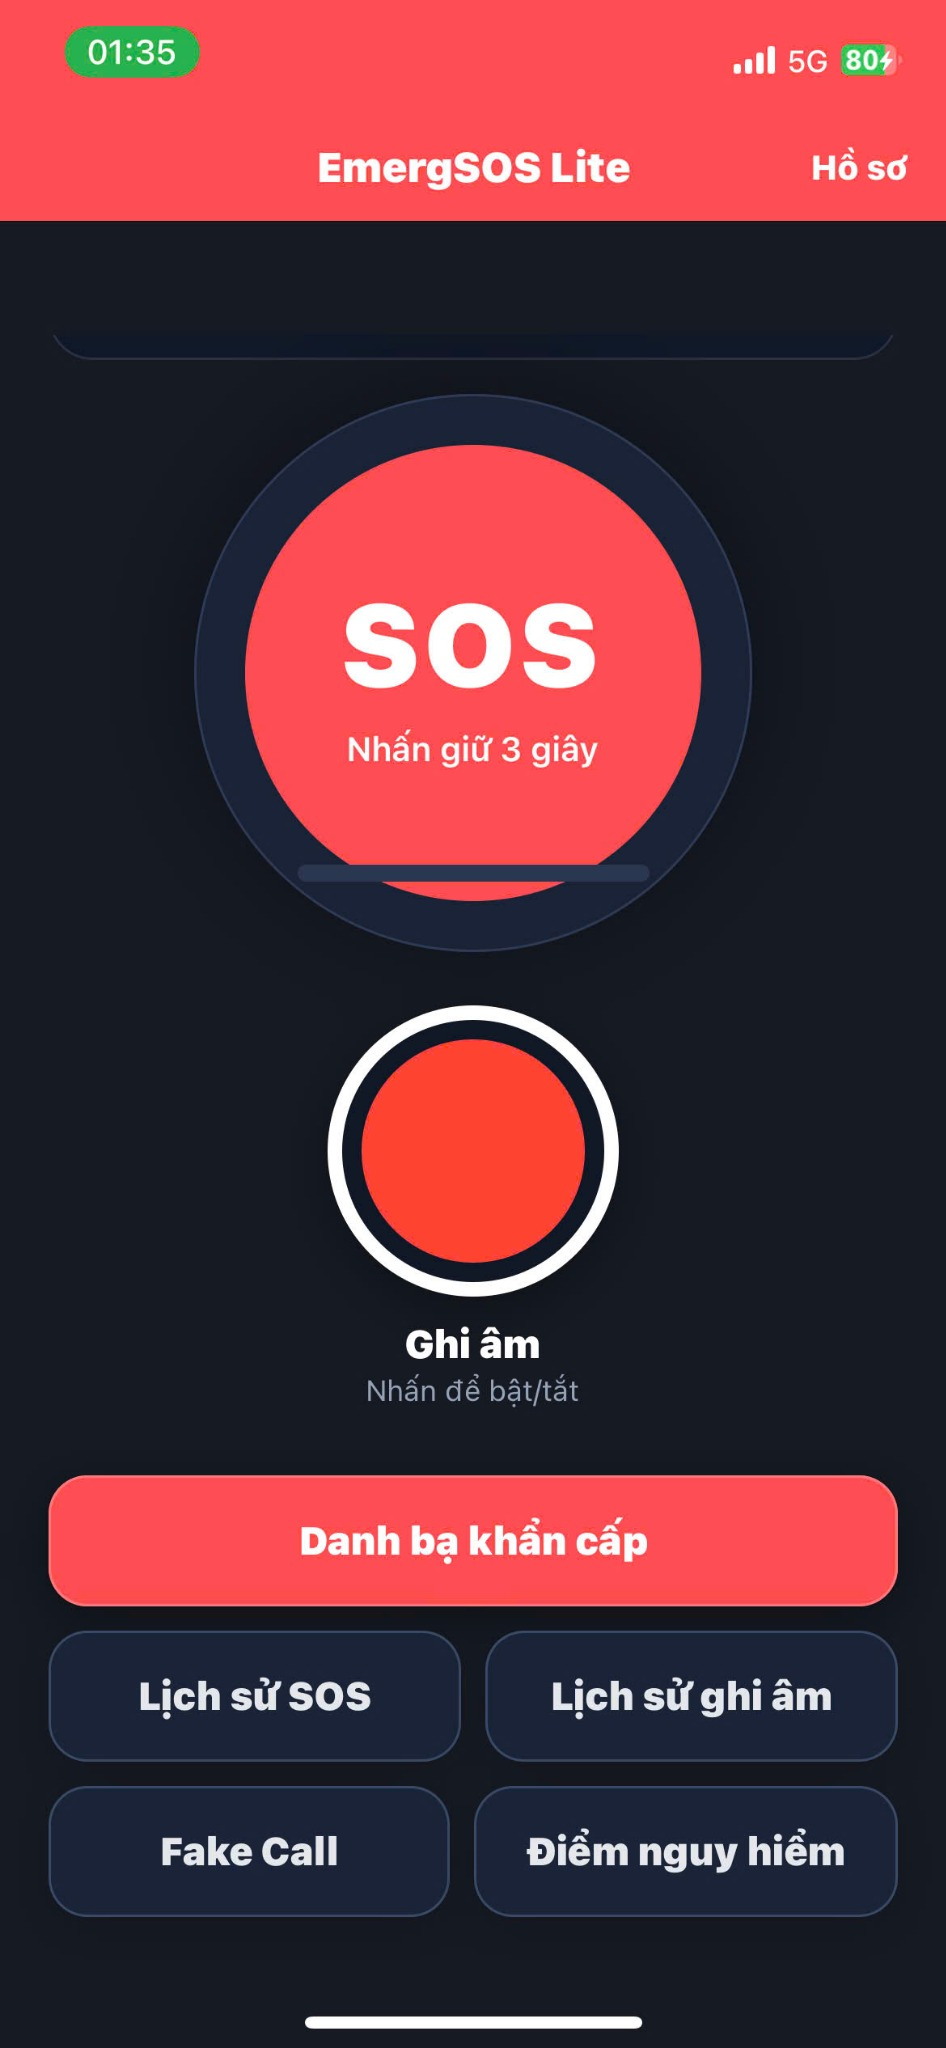 01:35
5G
80
EmergSOS Lite
Hồ sơ
SOS
Nhấn giữ 3 giây
Ghi âm
Nhấn để bật/tắt
Danh bạ khẩn cấp
Lịch sử SOS
Lịch sử ghi âm
Fake Call
Điểm nguy hiểm